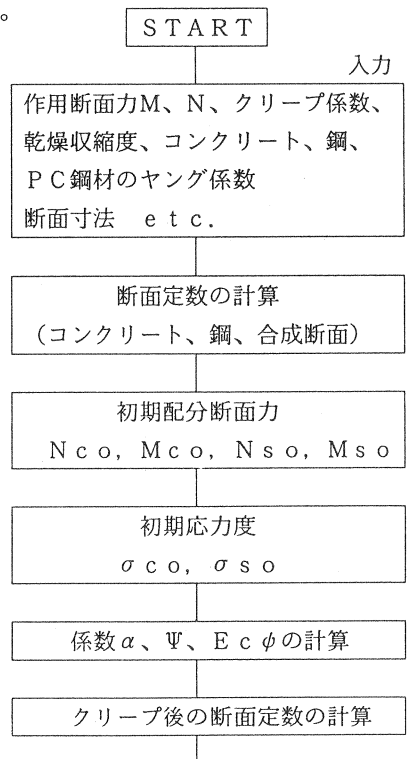 。
ＳＴＡＲＴ
入力
作用断面力Ｍ、Ｎ、クリープ係数、
乾燥収縮度、コンクリート、鋼、
ＰＣ鋼材のヤング係数
断面寸法　ｅｔｃ．
断面定数の計算
（コンクリート、鋼、合成断面）
初期配分断面力
Ｎｃｏ，Ｍｃｏ，Ｎｓｏ，Ｍｓｏ
初期応力度
σｃｏ，σｓｏ
係数α、Ψ、Ｅｃφの計算
クリープ後の断面定数の計算